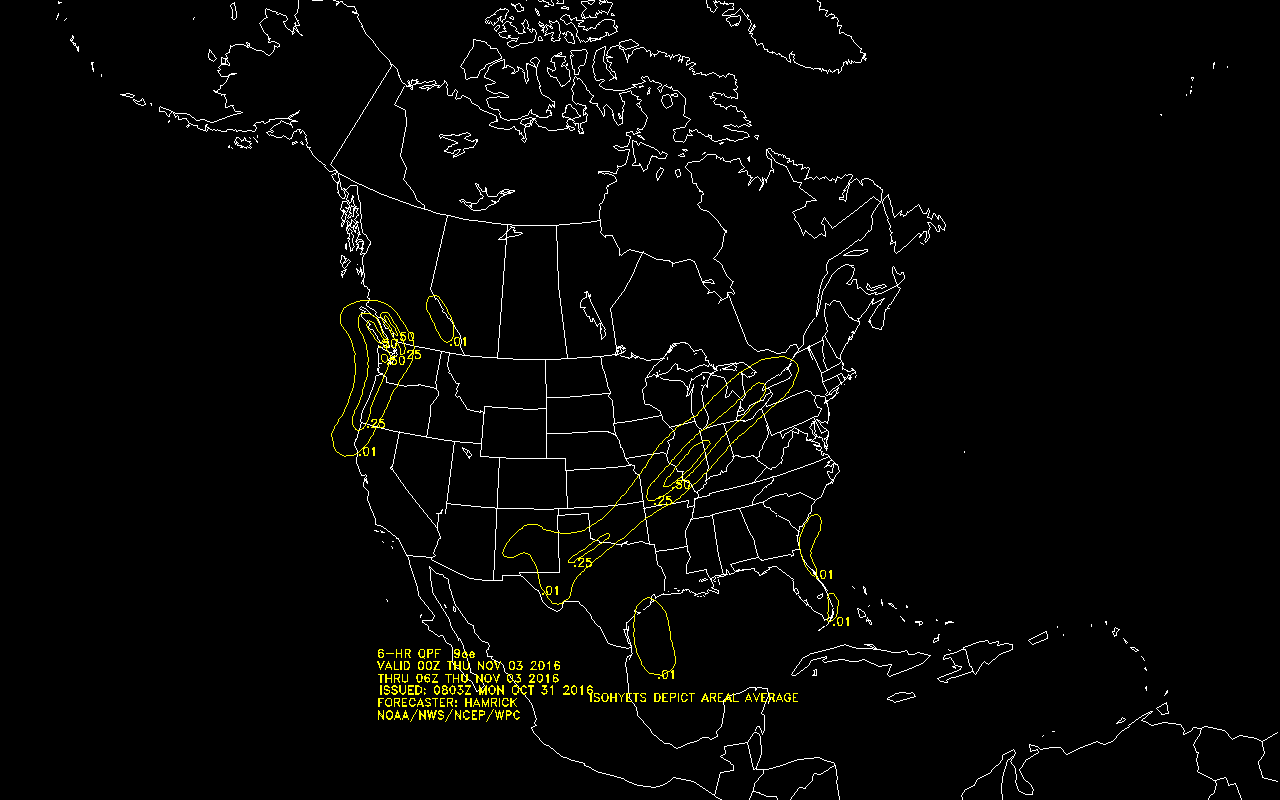 .50
.50
.25
.50
.01
.25
.01
.50
.25
.25
.01
.01
.01
.01
6-HR QPF 9oe
VALID 00Z THU NOV 03 2016
THRU 06Z THU NOV 03 2016
ISSUED: 0803Z MON OCT 31 2016
ISOHYETS DEPICT AREAL AVERAGE
FORECASTER: HAMRICK
NOAA/NWS/NCEP/WPC